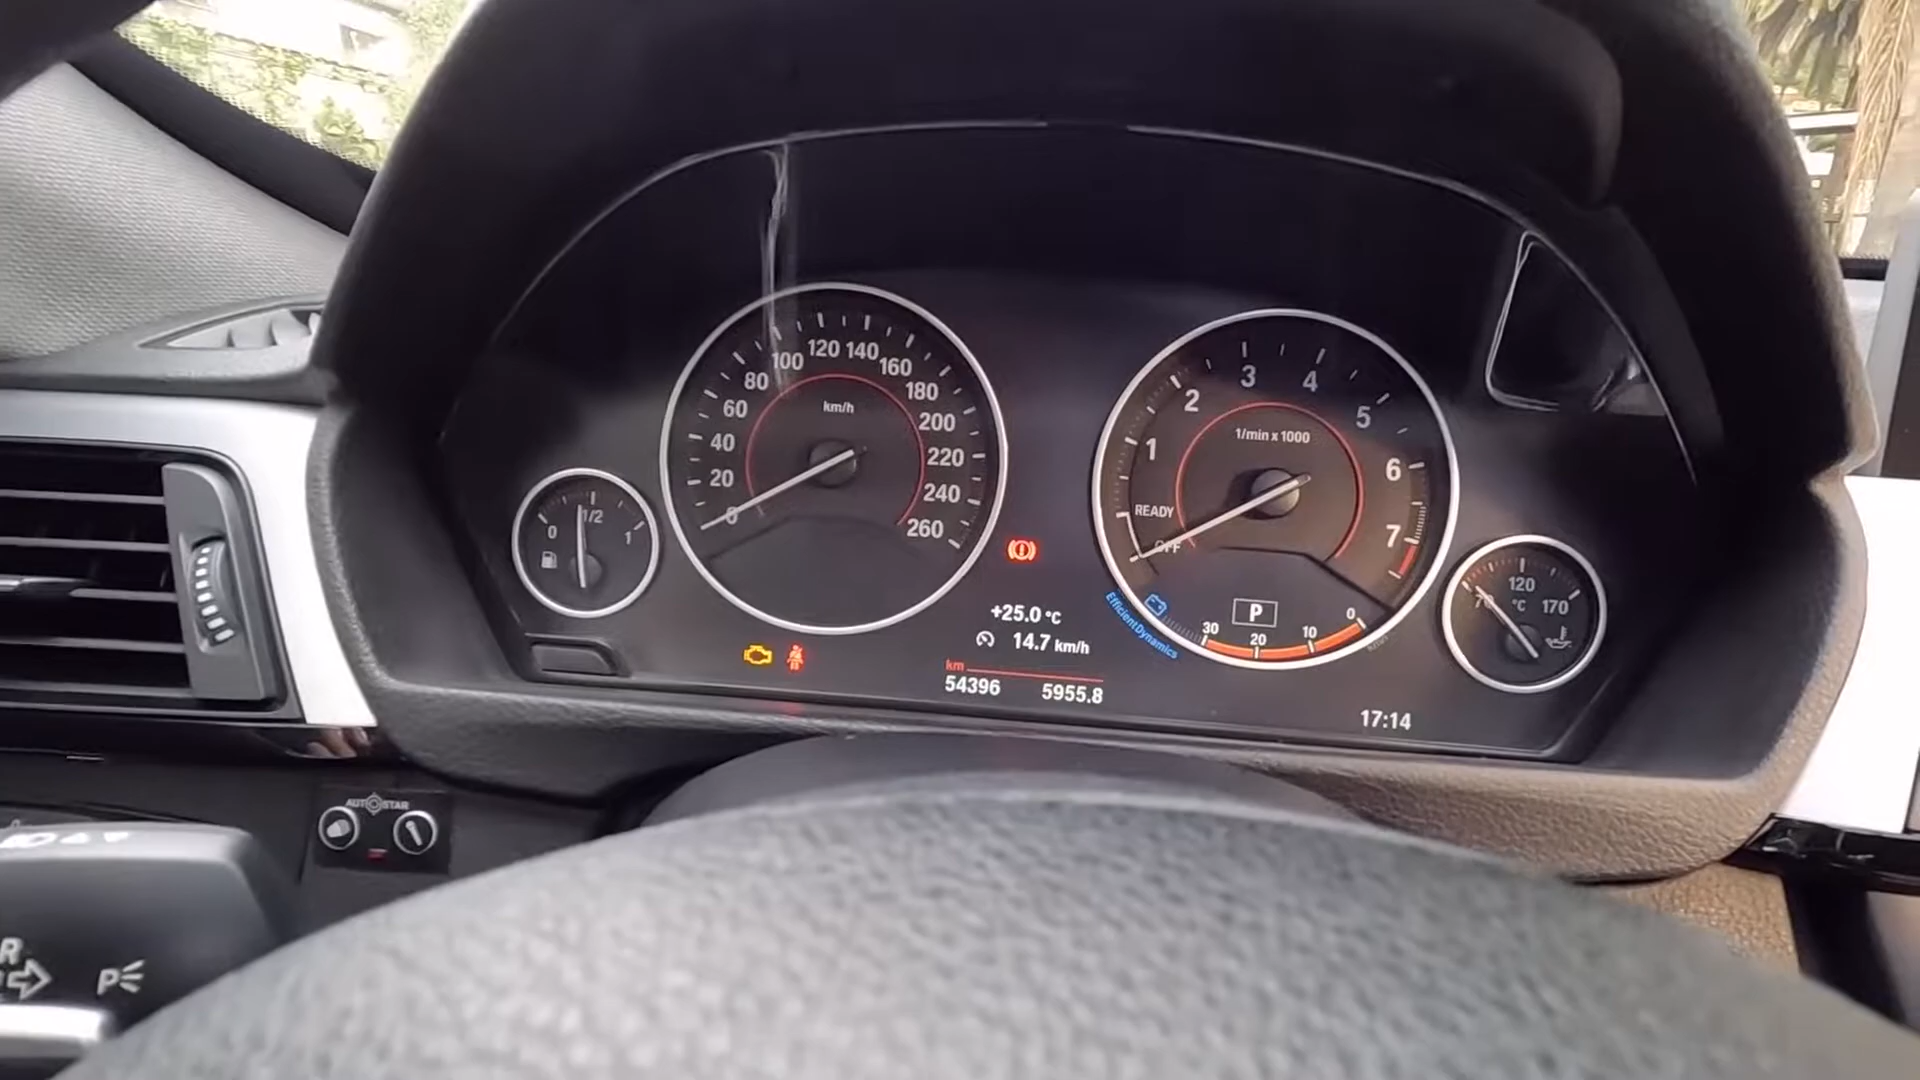 0
20
40
60
80
100
120
140
160
180
200
220
240
260
km/h
0
1/2
1
1
2
3
4
5
6
7
1/min x 1000
READY
OFF
P
30
20
10
0
EfficientDynamics
120
170
°C
+25.0 °C
14.7 km/h
km
54396 5955.8
17:14
AUTOSTAR
R
P